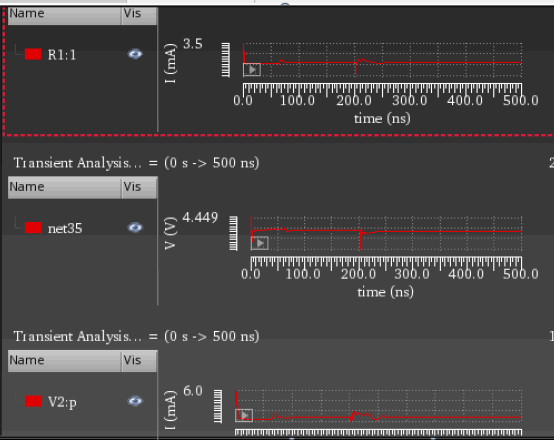 Name Vis
R1:1
I (mA)
3.5
0.0 100.0 200.0 300.0 400.0 500.0
time (ns)
Transient Analysis... = (0 s -> 500 ns) 2
Name Vis
net35
V (V)
4.449
0.0 100.0 200.0 300.0 400.0 500.0
time (ns)
Transient Analysis... = (0 s -> 500 ns) 1
Name Vis
V2:p
I (mA)
6.0